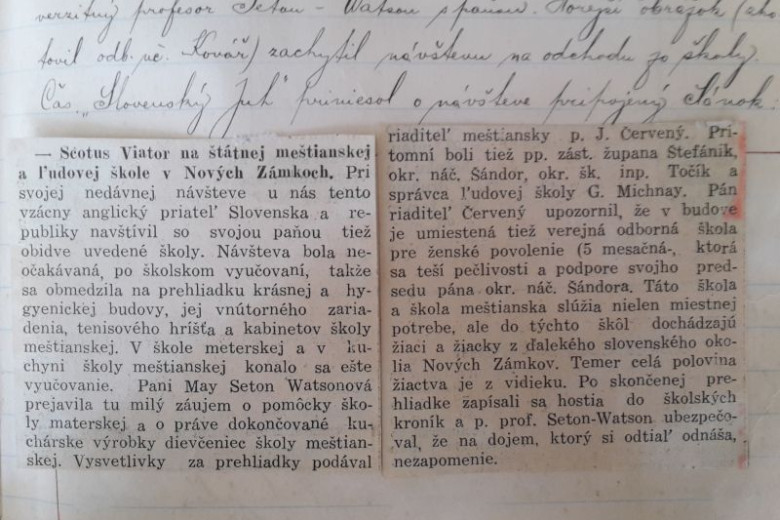 verzitný profesor Seton-Watson s paňou. Horejší obrázok (zho
tovil odb. uč. Kovář) zachytil návštevu na odchodu zo školy.
Čas. „Slovenský Juh" priniesol o návšteve pripojený článok.
— Scotus Viator na štátnej meštianskej
a ľudovej škole v Nových Zámkoch. Pri
svojej nedávnej návšteve u nás tento
vzácny anglický priateľ Slovenska a re-
publiky navštívil so svojou paňou tiež
obidve uvedené školy. Návšteva bola ne-
očakávaná, po školskom vyučovaní, takže
sa obmedzila na prehliadku krásnej a hy-
gyenickej budovy, jej vnútorného zaria-
denia, tenisového hríšťa a kabinetov školy
meštianskej. V škole meterskej a v ku-
chyni školy meštianskej konalo sa ešte
vyučovanie. Pani May Seton Watsonová
prejavila tu milý záujem o pomôcky ško-
ly materskej a o práve dokončované ku-
chárske výrobky dievčeniec školy meštian-
skej. Vysvetlivky za prehliadky podával
riaditeľ meštiansky p. J. Červený. Prí-
tomní boli tiež pp. zást. župana Štefánik,
okr. náč. Šándor, okr. šk. inp. Točík a
správca ľudovej školy G. Michnay. Pán
riaditeľ Červený upozornil, že v budove
je umiestená tiež verejná odborná škola
pre ženské povolenie (5 mesačná-, ktorá
sa teší pečlivosti a podpore svojho pred-
sedu pána okr. náč. Šándora. Táto škola
a škola meštianska slúžia nielen miestnej
potrebe, ale do týchto škôl dochádzajú
žiaci a žiacky z ďalekého slovenského oko-
lia Nových Zámkov. Temer celá polovina
žiactva je z vidieku. Po skončenej pre-
hliadke zapísali sa hostia do školských
kroník a p. prof. Seton-Watson ubezpečo-
val, že na dojem, ktorý si odtiaľ odnáša,
nezapomenie.